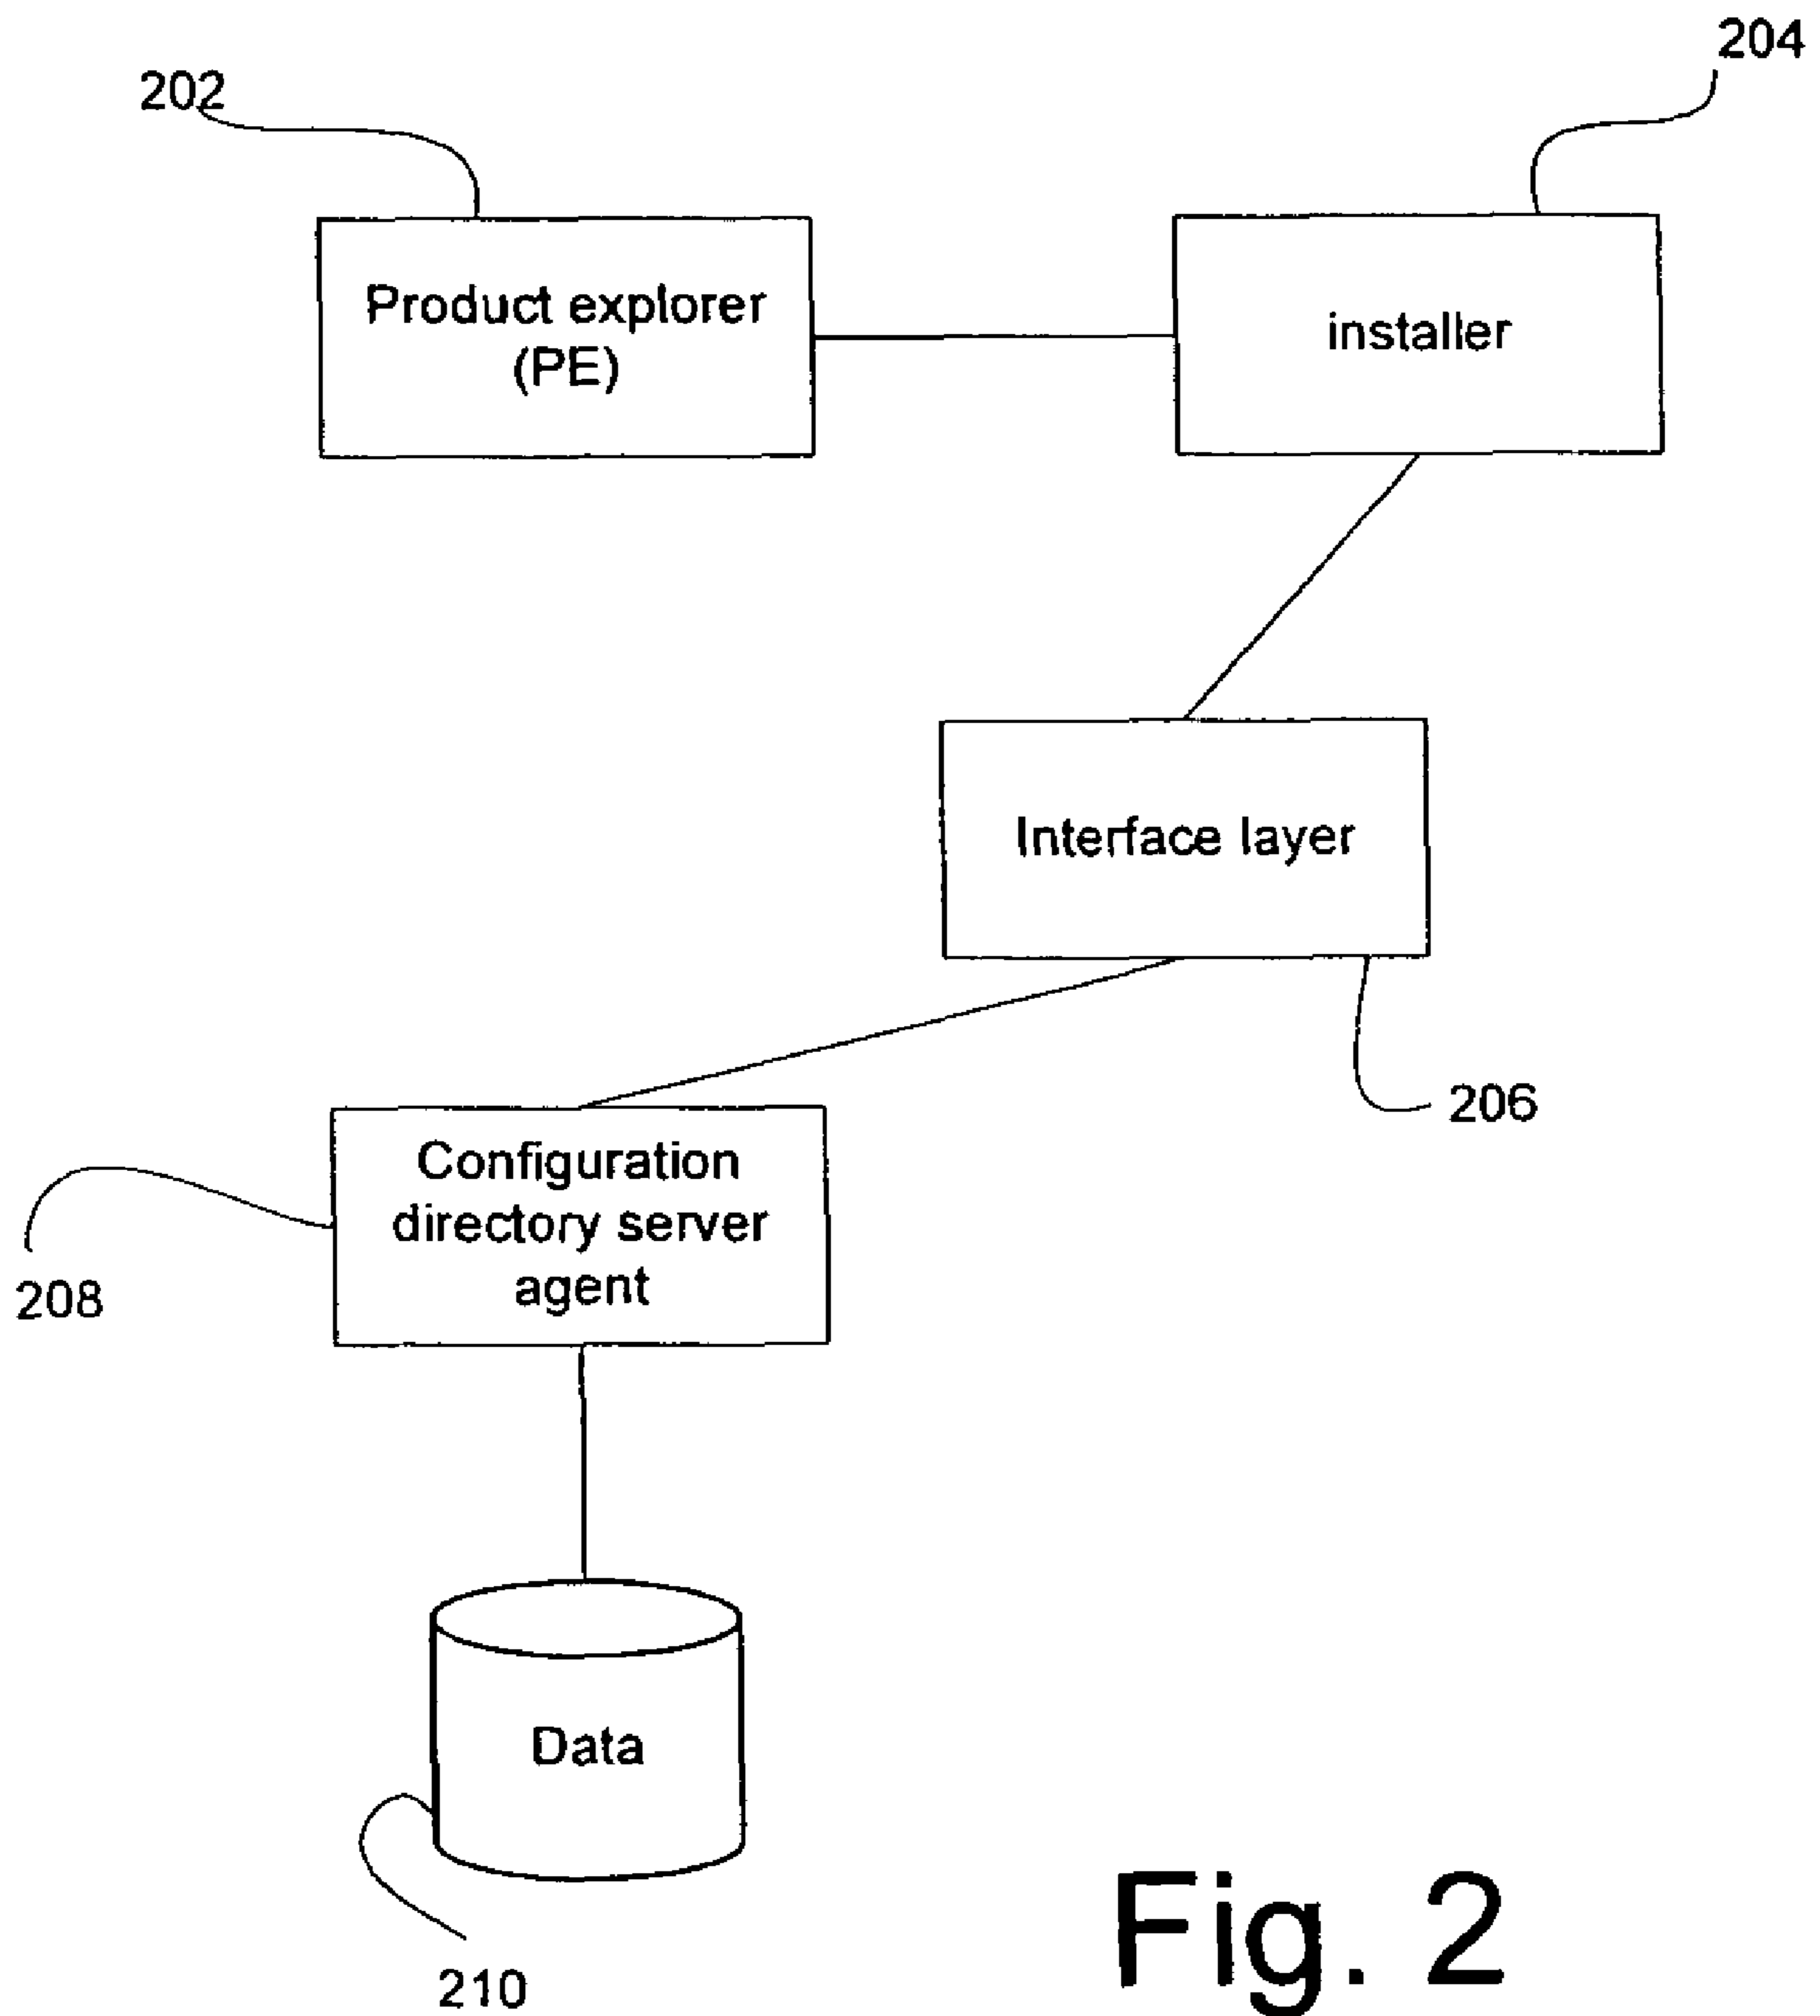 204
202
Product explorer
(PE)
installer
Interface layer
206
Configuration
directory server
agent
208
Data
210
Fig. 2